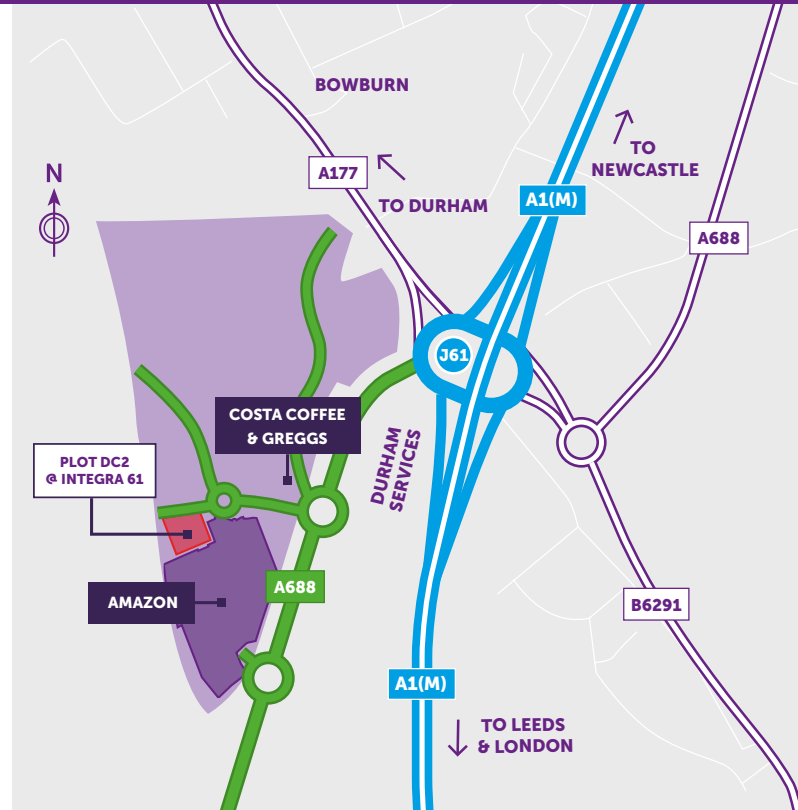 BOWBURN
TO
NEWCASTLE
A177
N
TO DURHAM
A1(M)
A688
J61
COSTA COFFEE
& GREGGS
DURHAM
SERVICES
PLOT DC2
@ INTEGRA 61
A688
AMAZON
B6291
A1(M)
TO LEEDS
& LONDON